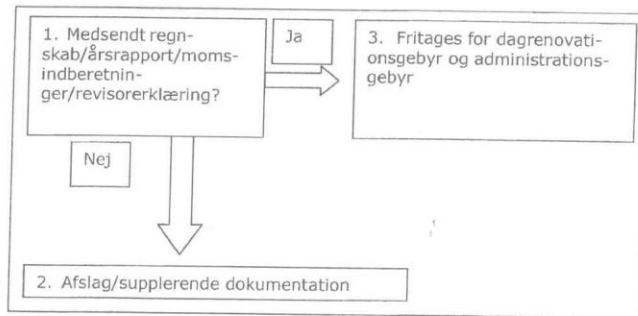 1. Medsendt regn-
skab/årsrapport/moms-
indberetnin-
ger/revisorerklæring?
Ja
3. Fritages for dagrenovati-
onsgebyr og administrations-
gebyr
Nej
2. Afslag/supplerende dokumentation